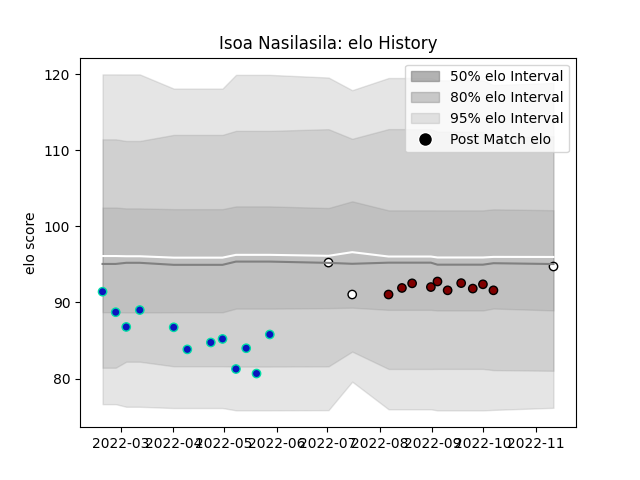 Isoa Nasilasila: elo History
120
110
100
90
80
elo score
50% elo Interval
80% elo Interval
95% elo Interval
Post Match elo
2022-03 2022-04 2022-05 2022-06 2022-07 2022-08 2022-09 2022-10 2022-11